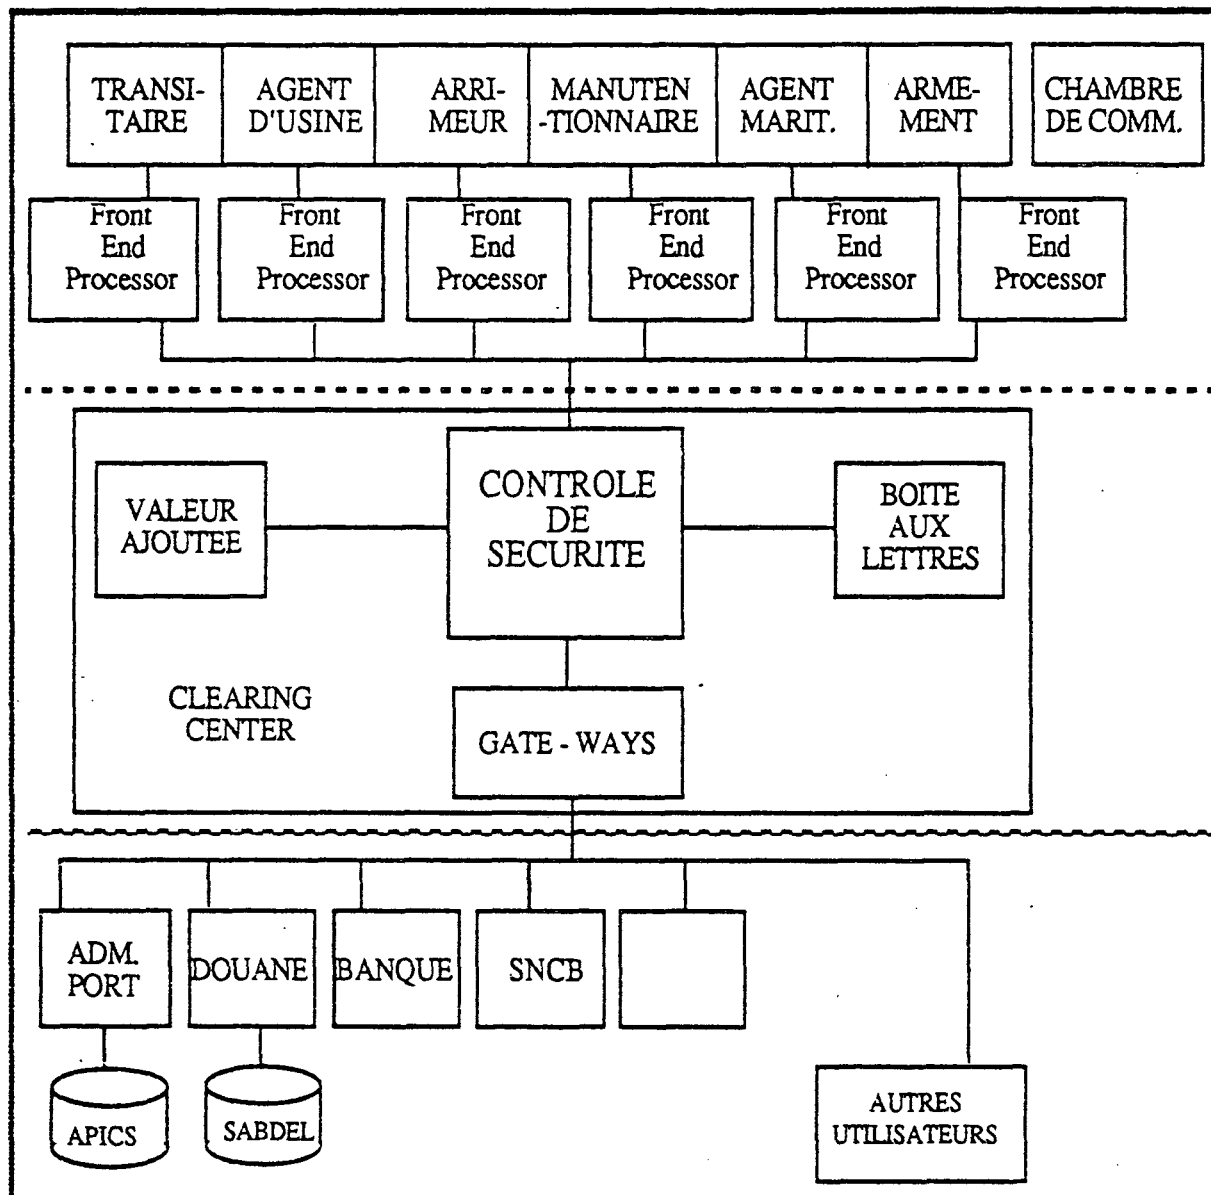 TRANSI-
TAIRE
AGENT
D'USINE
ARRI-
MEUR
MANUTEN
-TIONNAIRE
AGENT
MARIT.
ARME-
MENT
CHAMBRE
DE COMM.
Front
End
Processor
Front
End
Processor
Front
End
Processor
Front
End
Processor
Front
End
Processor
Front
End
Processor
VALEUR
AJOUTEE
CONTROLE
DE
SECURITE
BOITE
AUX
LETTRES
CLEARING
CENTER
GATE - WAYS
ADM.
PORT
DOUANE
BANQUE
SNCB
APICS
SABDEL
AUTRES
UTILISATEURS